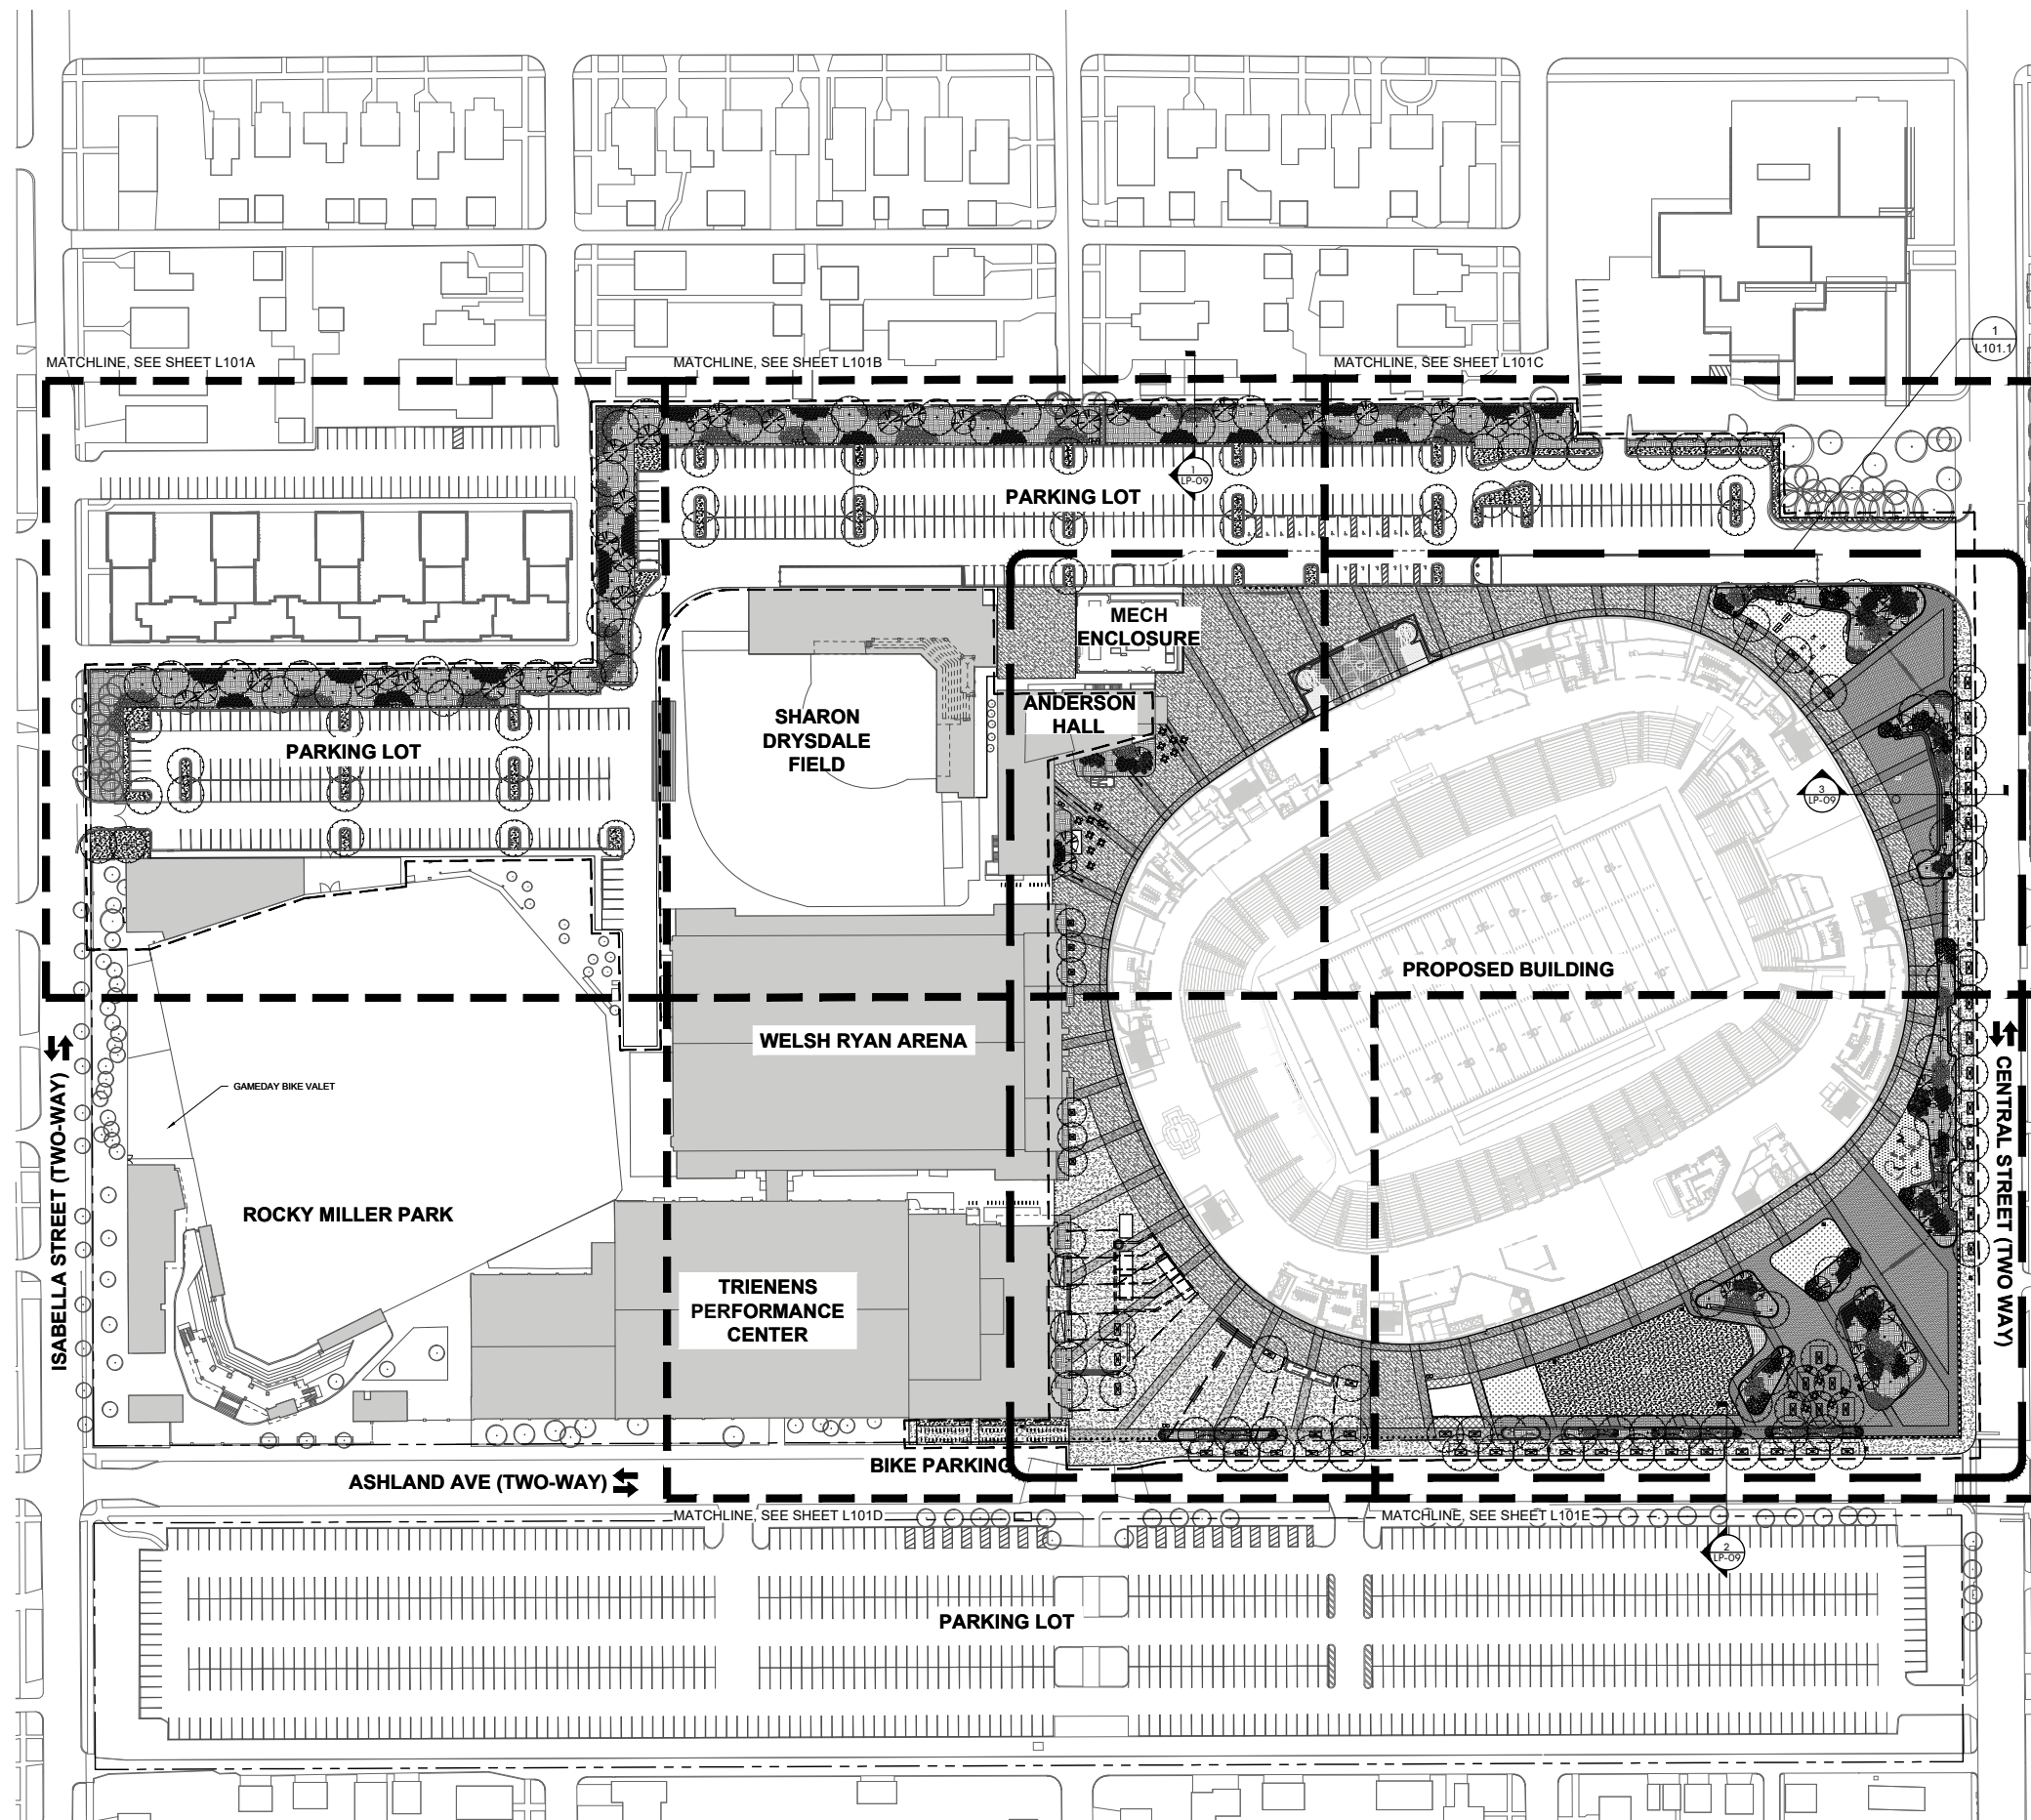 MATCHLINE, SEE SHEET L101A
MATCHLINE, SEE SHEET L101B
MATCHLINE, SEE SHEET L101C
1
L101.1
1
LP-09
PARKING LOT
MECH
ENCLOSURE
ANDERSON
HALL
SHARON
DRYSDALE
FIELD
PARKING LOT
3
LP-09
PROPOSED BUILDING
WELSH RYAN ARENA
GAMEDAY BIKE VALET
ISABELLA STREET (TWO-WAY)
CENTRAL STREET (TWO WAY)
ROCKY MILLER PARK
TRIENENS
PERFORMANCE
CENTER
BIKE PARKING
ASHLAND AVE (TWO-WAY)
MATCHLINE, SEE SHEET L101D
MATCHLINE, SEE SHEET L101E
2
LP-09
PARKING LOT